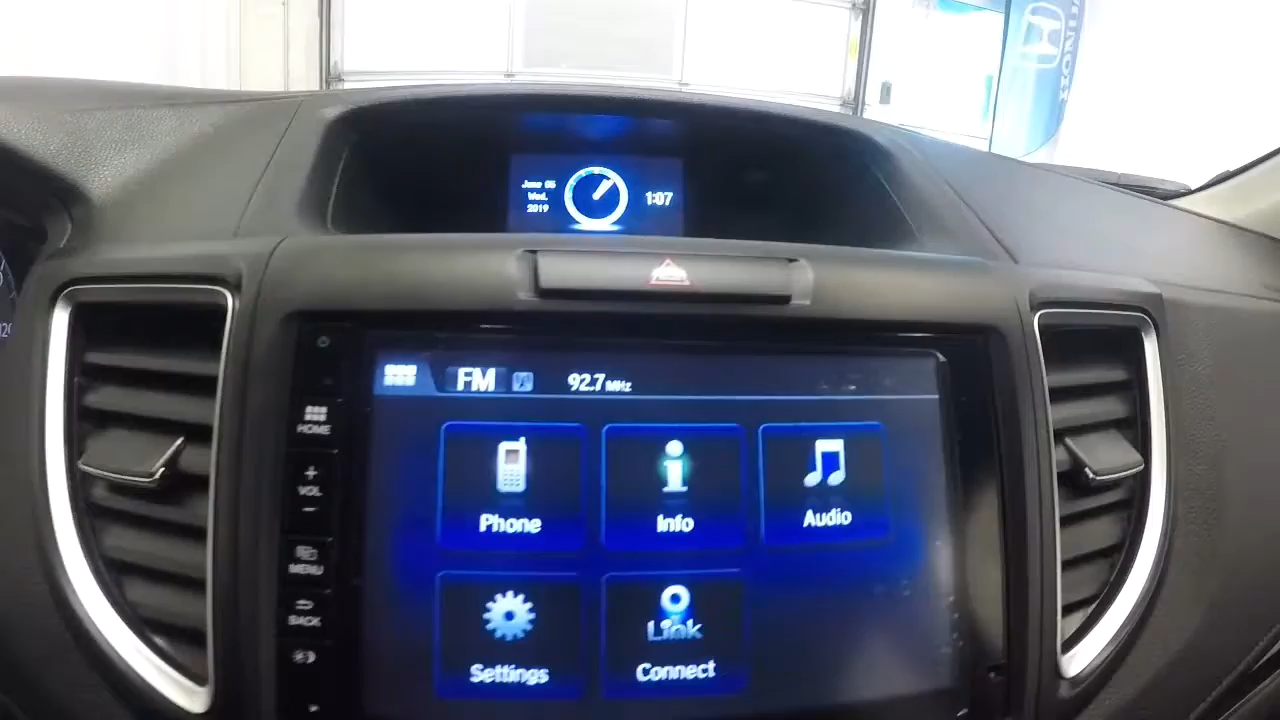 HONDA
June 05
Wed.
2019
1:07
FM
92.7 MHz
HOME
+
VOL
−
MENU
BACK
Phone
Info
Audio
Settings
Link
Connect